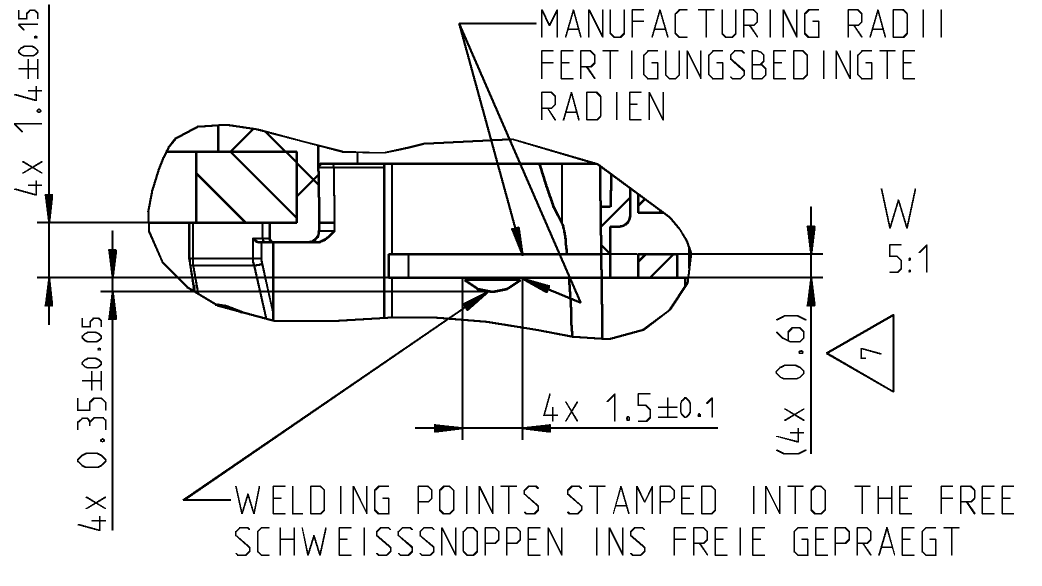 MANUFACTURING RADII
FERTIGUNGSBEDINGTE
RADIEN
4x 1.4±0.15
W
5:1
4x 0.35±0.05
(4x 0.6)
7
4x 1.5±0.1
WELDING POINTS STAMPED INTO THE FREE
SCHWEISSSNOPPEN INS FREIE GEPRAEGT